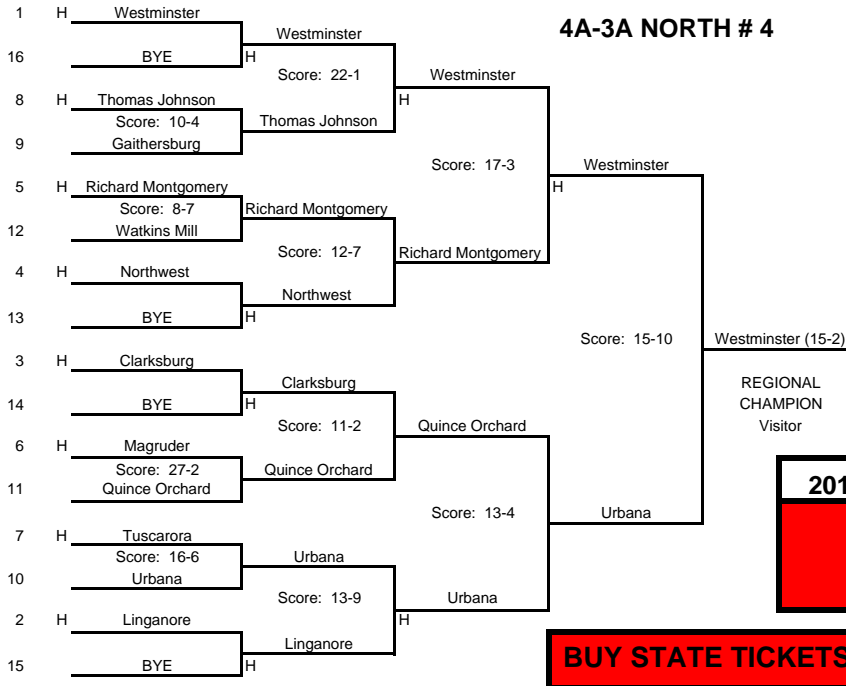 4A-3A NORTH # 4
1 H Westminster
Westminster
16 BYE H
Score: 22-1
Westminster
8 H Thomas Johnson
H
Score: 10-4
Thomas Johnson
9 Gaithersburg
Score: 17-3
Westminster
5 H Richard Montgomery
H
Score: 8-7
Richard Montgomery
12 Watkins Mill
Score: 12-7
Richard Montgomery
4 H Northwest
Northwest
13 BYE H
Score: 15-10
Westminster (15-2)
3 H Clarksburg
Clarksburg
REGIONAL
CHAMPION
Visitor
14 BYE H
Score: 11-2
Quince Orchard
6 H Magruder
Score: 27-2
Quince Orchard
11 Quince Orchard
201
Score: 13-4
Urbana
7 H Tuscarora
Score: 16-6
Urbana
10 Urbana
Score: 13-9
Urbana
2 H Linganore
H
Linganore
15 BYE H
BUY STATE TICKETS